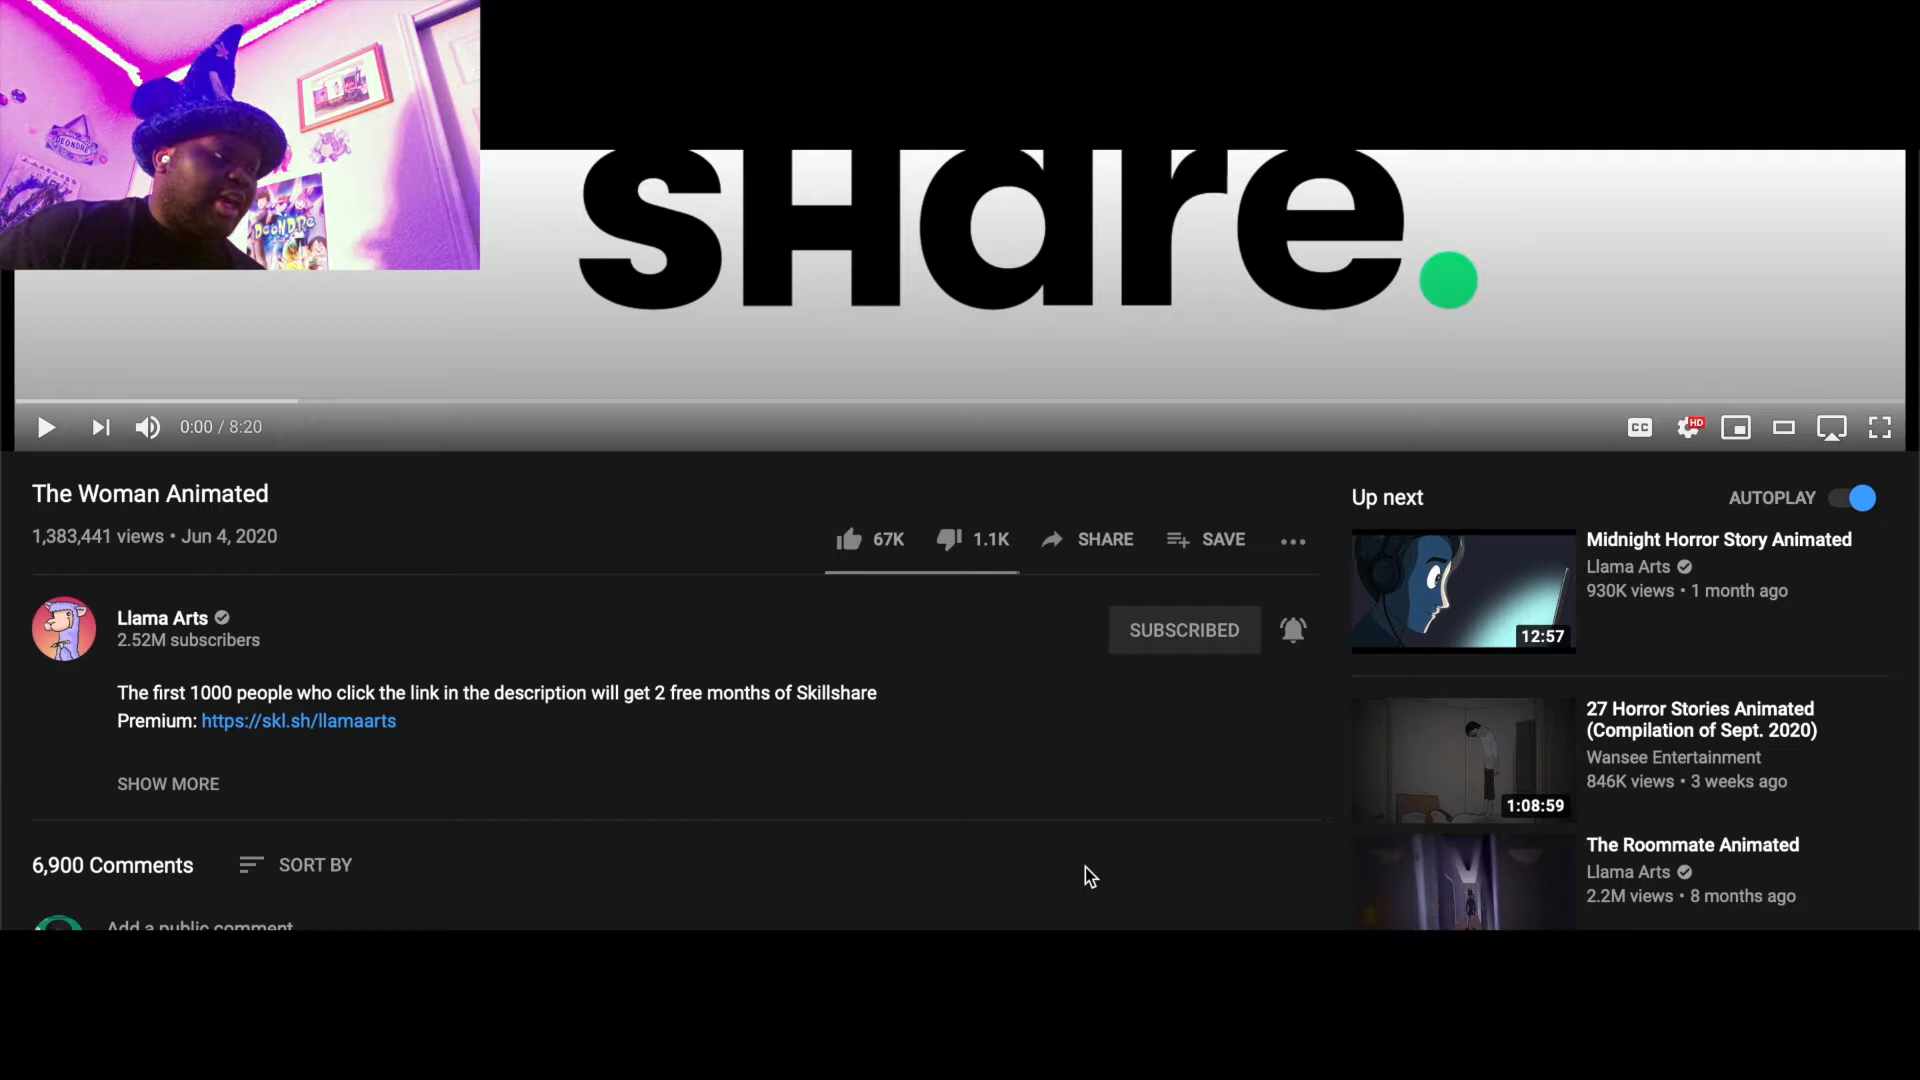 DEONDRE
DEONDRE
sHare.
0:00 / 8:20
CC
HD
The Woman Animated
1,383,441 views • Jun 4, 2020
67K
1.1K
SHARE
SAVE
Llama Arts
2.52M subscribers
SUBSCRIBED
The first 1000 people who click the link in the description will get 2 free months of Skillshare
Premium: https://skl.sh/llamaarts
SHOW MORE
6,900 Comments
SORT BY
Add a public comment
Up next
AUTOPLAY
12:57
Midnight Horror Story Animated
Llama Arts
930K views • 1 month ago
1:08:59
27 Horror Stories Animated
(Compilation of Sept. 2020)
Wansee Entertainment
846K views • 3 weeks ago
The Roommate Animated
Llama Arts
2.2M views • 8 months ago